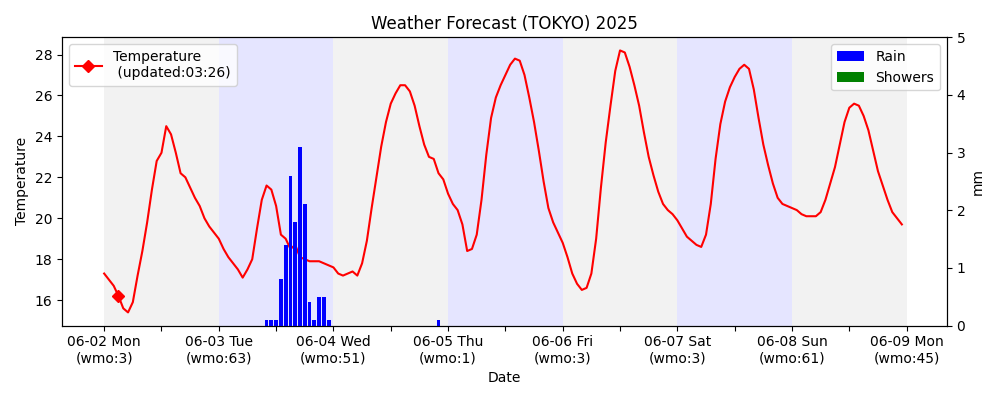 Weather Forecast (TOKYO) 2025
Temperature
(updated:03:26)
Rain
Showers
Temperature
28
26
24
22
20
18
16
5
4
3
2
1
0
mm
06-02 Mon
(wmo:3)
06-03 Tue
(wmo:63)
06-04 Wed
(wmo:51)
06-05 Thu
(wmo:1)
06-06 Fri
(wmo:3)
06-07 Sat
(wmo:3)
06-08 Sun
(wmo:61)
06-09 Mon
(wmo:45)
Date